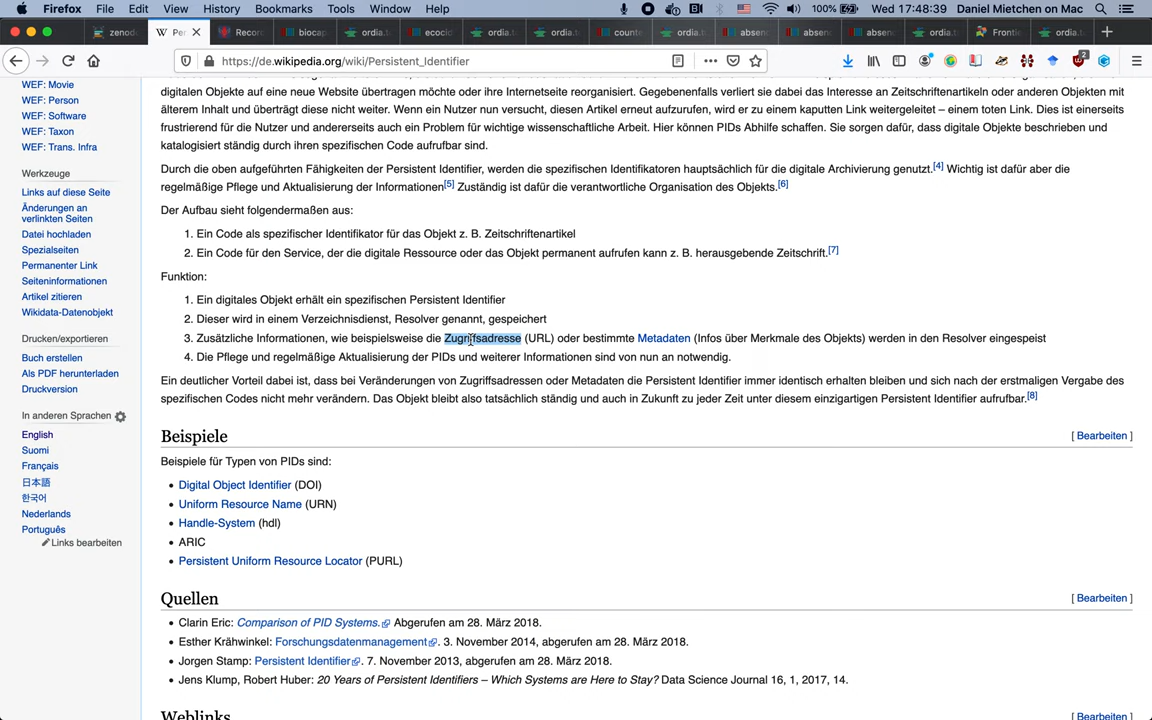 Firefox File Edit View History Bookmarks Tools Window Help 100% Daniel Mietchen on Mac 17:48:39
zenod Per Recor biocap ordia.t ecocio ordia.t ordia.t counte ordia.t absen absenc absenc ordia.t Frontie ordia.t
https://de.wikipedia.org/wiki/Persistent_Identifier 2
digitalen Objekte auf eine neue Website übertragen möchte oder ihre Internetseite reorganisiert. Gegebenenfalls verliert sie dabei das Interesse an Zeitschriftenartikeln oder anderen Objekten mit
älterem Inhalt und überträgt diese nicht weiter. Wenn ein Nutzer nun versucht, diesen Artikel erneut aufzurufen, wird er zu einem kaputten Link weitergeleitet – einem toten Link. Dies ist einerseits
frustrierend für die Nutzer und andererseits auch ein Problem für wichtige wissenschaftliche Arbeit. Hier können PIDs Abhilfe schaffen. Sie sorgen dafür, dass digitale Objekte beschrieben und
katalogisiert ständig durch ihren spezifischen Code aufrufbar sind.
Durch die oben aufgeführten Fähigkeiten der Persistent Identifier, werden die spezifischen Identifikatoren hauptsächlich für die digitale Archivierung genutzt.[4] Wichtig ist dafür aber die
regelmäßige Pflege und Aktualisierung der Informationen[5] Zuständig ist dafür die verantwortliche Organisation des Objekts.[6]
Der Aufbau sieht folgendermaßen aus:
1. Ein Code als spezifischer Identifikator für das Objekt z. B. Zeitschriftenartikel
2. Ein Code für den Service, der die digitale Ressource oder das Objekt permanent aufrufen kann z. B. herausgebende Zeitschrift.[7]
Funktion:
1. Ein digitales Objekt erhält ein spezifischen Persistent Identifier
2. Dieser wird in einem Verzeichnisdienst, Resolver genannt, gespeichert
3. Zusätzliche Informationen, wie beispielsweise die Zugriffsadresse (URL) oder bestimmte Metadaten (Infos über Merkmale des Objekts) werden in den Resolver eingespeist
4. Die Pflege und regelmäßige Aktualisierung der PIDs und weiterer Informationen sind von nun an notwendig.
Ein deutlicher Vorteil dabei ist, dass bei Veränderungen von Zugriffsadressen oder Metadaten die Persistent Identifier immer identisch erhalten bleiben und sich nach der erstmaligen Vergabe des
spezifischen Codes nicht mehr verändern. Das Objekt bleibt also tatsächlich ständig und auch in Zukunft zu jeder Zeit unter diesem einzigartigen Persistent Identifier aufrufbar.[8]
Beispiele [ Bearbeiten ]
Beispiele für Typen von PIDs sind:
• Digital Object Identifier (DOI)
• Uniform Resource Name (URN)
• Handle-System (hdl)
• ARIC
• Persistent Uniform Resource Locator (PURL)
Quellen [ Bearbeiten ]
• Clarin Eric: Comparison of PID Systems. Abgerufen am 28. März 2018.
• Esther Krähwinkel: Forschungsdatenmanagement. 3. November 2014, abgerufen am 28. März 2018.
• Jorgen Stamp: Persistent Identifier. 7. November 2013, abgerufen am 28. März 2018.
• Jens Klump, Robert Huber: 20 Years of Persistent Identifiers – Which Systems are Here to Stay? Data Science Journal 16, 1, 2017, 14.
Weblinks [ Bearbeiten ]
WEF: Movie
WEF: Person
WEF: Software
WEF: Taxon
WEF: Trans. Infra
Werkzeuge
Links auf diese Seite
Änderungen an
verlinkten Seiten
Datei hochladen
Spezialseiten
Permanenter Link
Seiteninformationen
Artikel zitieren
Wikidata-Datenobjekt
Drucken/exportieren
Buch erstellen
Als PDF herunterladen
Druckversion
In anderen Sprachen
English
Suomi
Français
日本語
한국어
Nederlands
Português
Links bearbeiten